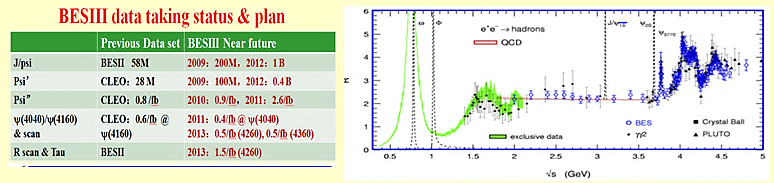 BESIII data taking status & plan
Previous Data set BESIII Near future
J/psi BESII 58M 2009: 200M, 2012: 1 B
Psi’ CLEO: 28 M 2009: 100M, 2012: 0.4 B
Psi” CLEO: 0.8 /fb 2010: 0.9/fb, 2011: 2.6/fb
ψ(4040)/ψ(4160) & scan CLEO: 0.6/fb @ ψ(4160) 2011: 0.4/fb @ ψ(4040) 2013: 0.5/fb (4260), 0.5/fb (4360)
R scan & Tau BESII 2013: 1.5/fb (4260)
e⁺e⁻→ hadrons
QCD
ω
Φ
J/ψ₁ₛ
ψ₂ₛ
ψ₃₇₇₀
R
6
5
4
3
2
1
0
exclusive data
γγ2
BES
Crystal Ball
PLUTO
0.5 1 1.5 2 2.5 3 3.5 4 4.5 5
√s (GeV)